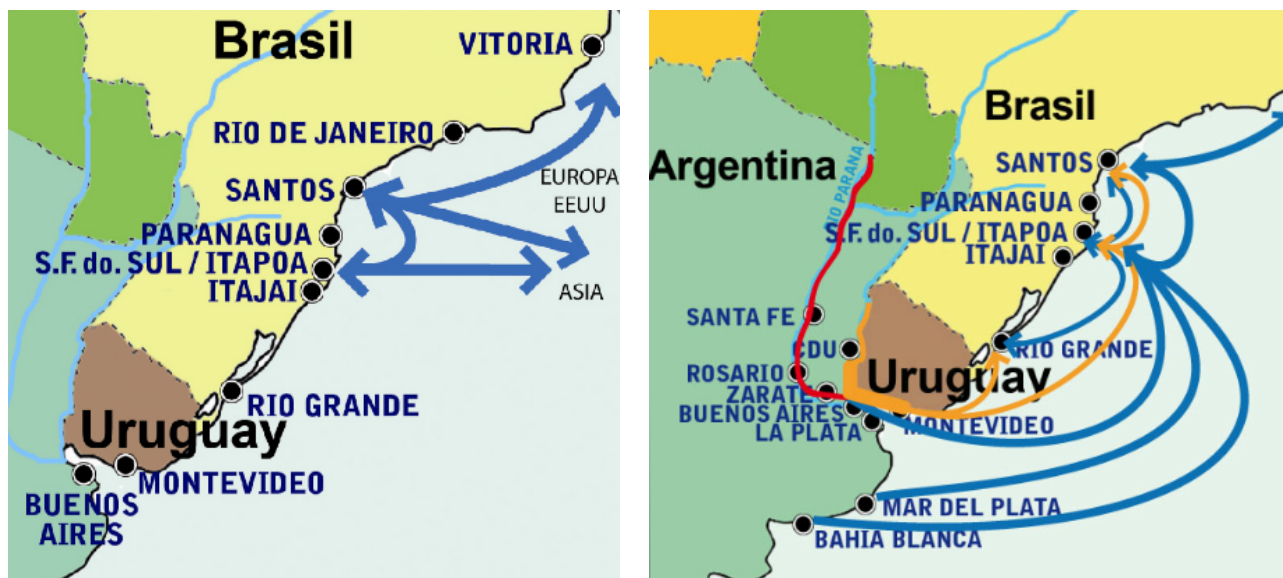 Brasil
VITORIA
RIO DE JANEIRO
SANTOS
EUROPA
EEUU
PARANAGUA
S.F. do. SUL / ITAPOA
ITAJAI
ASIA
RIO GRANDE
Uruguay
MONTEVIDEO
BUENOS
AIRES
Brasil
Argentina
SANTOS
RIO PARANA
PARANAGUA
S.F. do SUL / ITAPOA
ITAJAI
SANTA FE
CDU
RIO GRANDE
ROSARIO
Uruguay
ZARATE
BUENOS AIRES
MONTEVIDEO
LA PLATA
MAR DEL PLATA
BAHIA BLANCA